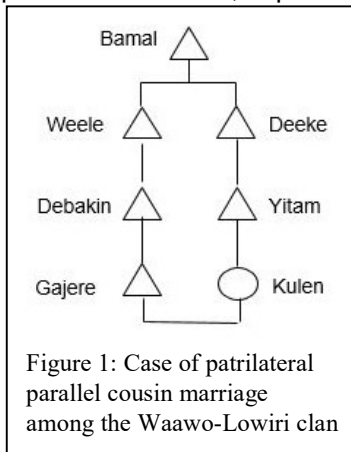 Bamal
Weele Deeke
Debakin Yitam
Gajere Kulen
Figure 1: Case of patrilateral
parallel cousin marriage
among the Waawo-Lowiri clan